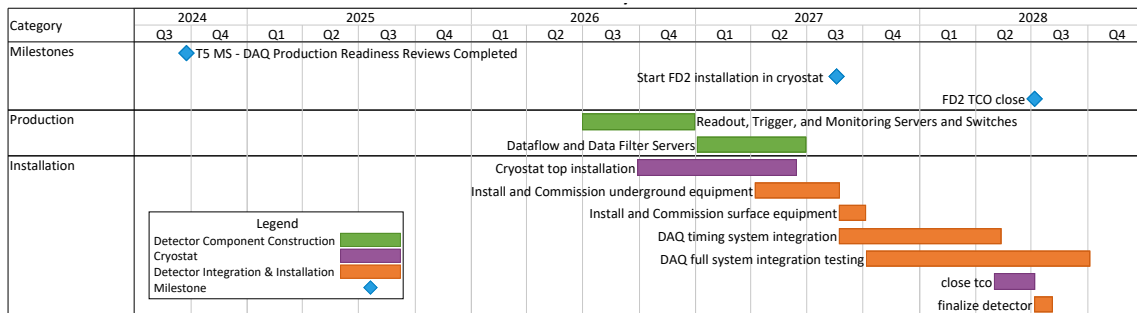 Category
2024 2025 2026 2027 2028
Q3 Q4 Q1 Q2 Q3 Q4 Q1 Q2 Q3 Q4 Q1 Q2 Q3 Q4 Q1 Q2 Q3 Q4
Milestones
T5 MS - DAQ Production Readiness Reviews Completed
Start FD2 installation in cryostat
FD2 TCO close
Production
Readout, Trigger, and Monitoring Servers and Switches
Dataflow and Data Filter Servers
Installation
Cryostat top installation
Install and Commission underground equipment
Install and Commission surface equipment
DAQ timing system integration
DAQ full system integration testing
close tco
finalize detector
Legend
Detector Component Construction
Cryostat
Detector Integration & Installation
Milestone